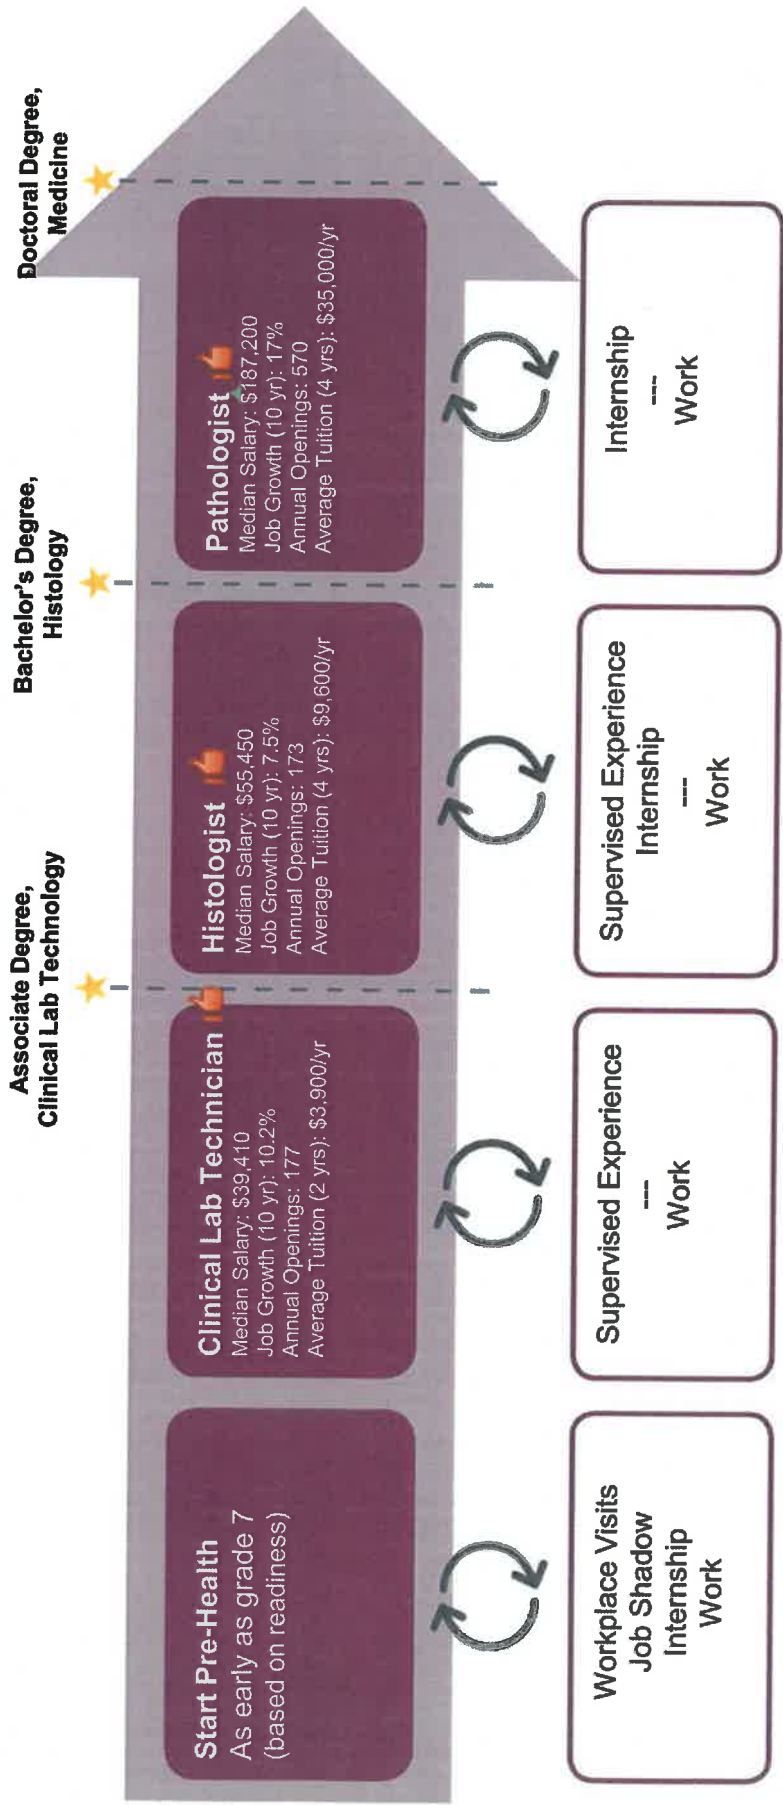 Associate Degree,
Clinical Lab Technology
Bachelor's Degree,
Histology
Doctoral Degree,
Medicine
Start Pre-Health
As early as grade 7
(based on readiness)
Clinical Lab Technician
Median Salary: $39,410
Job Growth (10 yr): 10.2%
Annual Openings: 177
Average Tuition (2 yrs): $3,900/yr
Histologist
Median Salary: $55,450
Job Growth (10 yr): 7.5%
Annual Openings: 173
Average Tuition (4 yrs): $9,600/yr
Pathologist
Median Salary: $187,200
Job Growth (10 yr): 17%
Annual Openings: 570
Average Tuition (4 yrs): $35,000/yr
Workplace Visits
Job Shadow
Internship
Work
Supervised Experience
---
Work
Supervised Experience
Internship
---
Work
Internship
---
Work